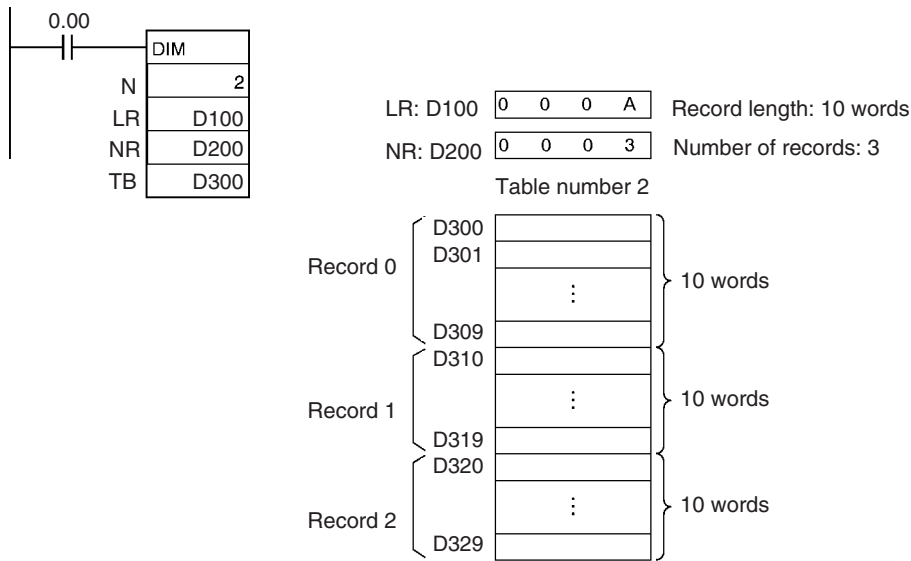 0.00
DIM
N 2
LR D100
NR D200
TB D300
LR: D100 0 0 0 A Record length: 10 words
NR: D200 0 0 0 3 Number of records: 3
Table number 2
Record 0
D300
D301
⋮
D309
10 words
Record 1
D310
⋮
D319
10 words
Record 2
D320
⋮
D329
10 words